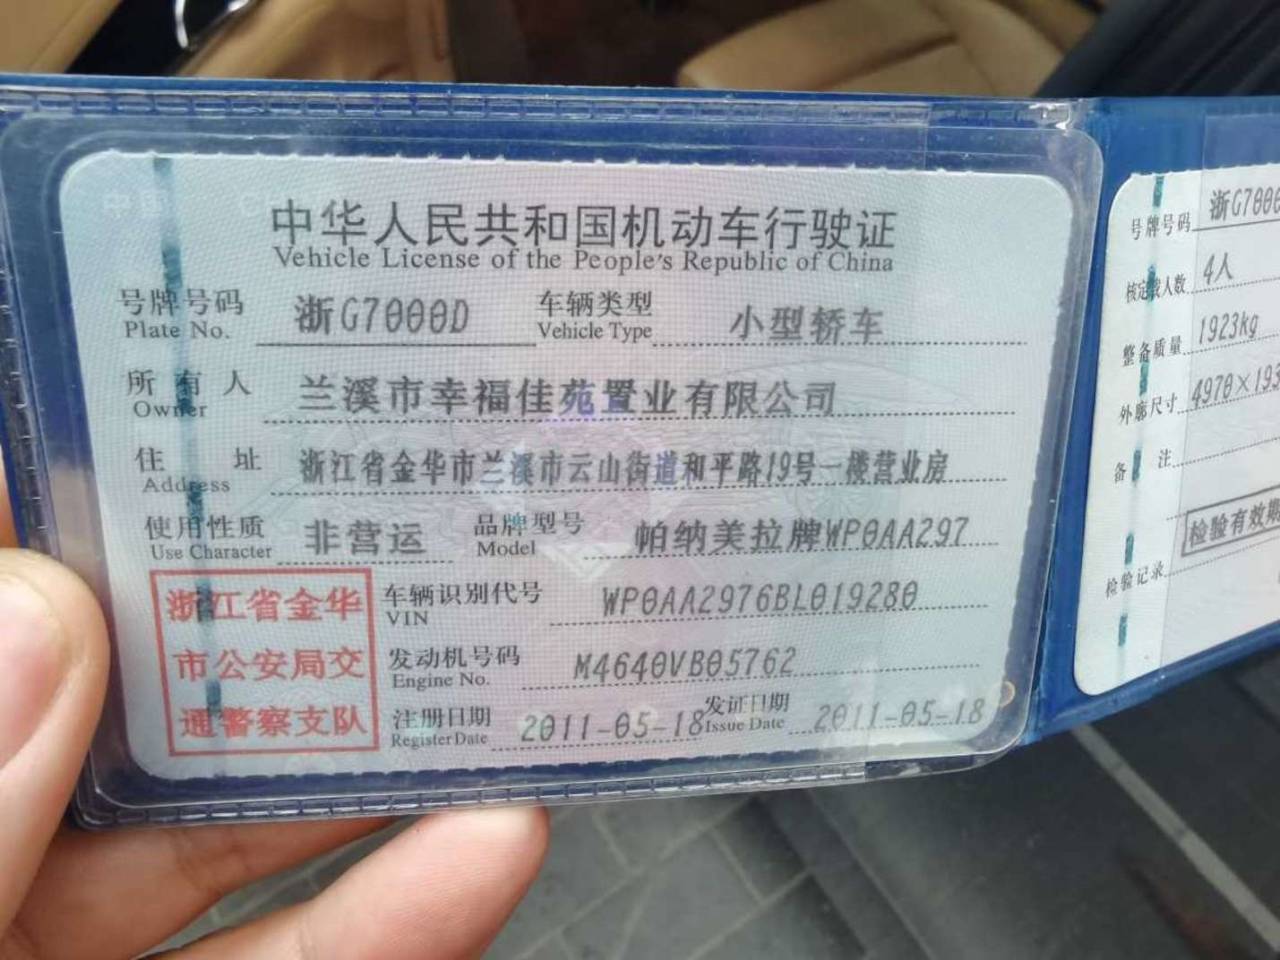 中华人民共和国机动车行驶证
Vehicle License of the People's Republic of China
号牌号码 浙G7000D 车辆类型 小型轿车
Plate No. Vehicle Type
所有人 兰溪市幸福佳苑置业有限公司
Owner
住址 浙江省金华市兰溪市云山街道和平路19号一楼营业房
Address
使用性质 非营运 品牌型号 帕纳美拉牌WP0AA297
Use Character Model
浙江省金华
市公安局交
通警察支队
车辆识别代号 WP0AA2976BL019280
VIN
发动机号码 M4640VB05762
Engine No.
注册日期 2011-05-18 发证日期 2011-05-18
Register Date Issue Date
号牌号码 浙G7000
核定载人数 4人
整备质量 1923kg
外廓尺寸 4970×193
备注
检验有效期
检验记录